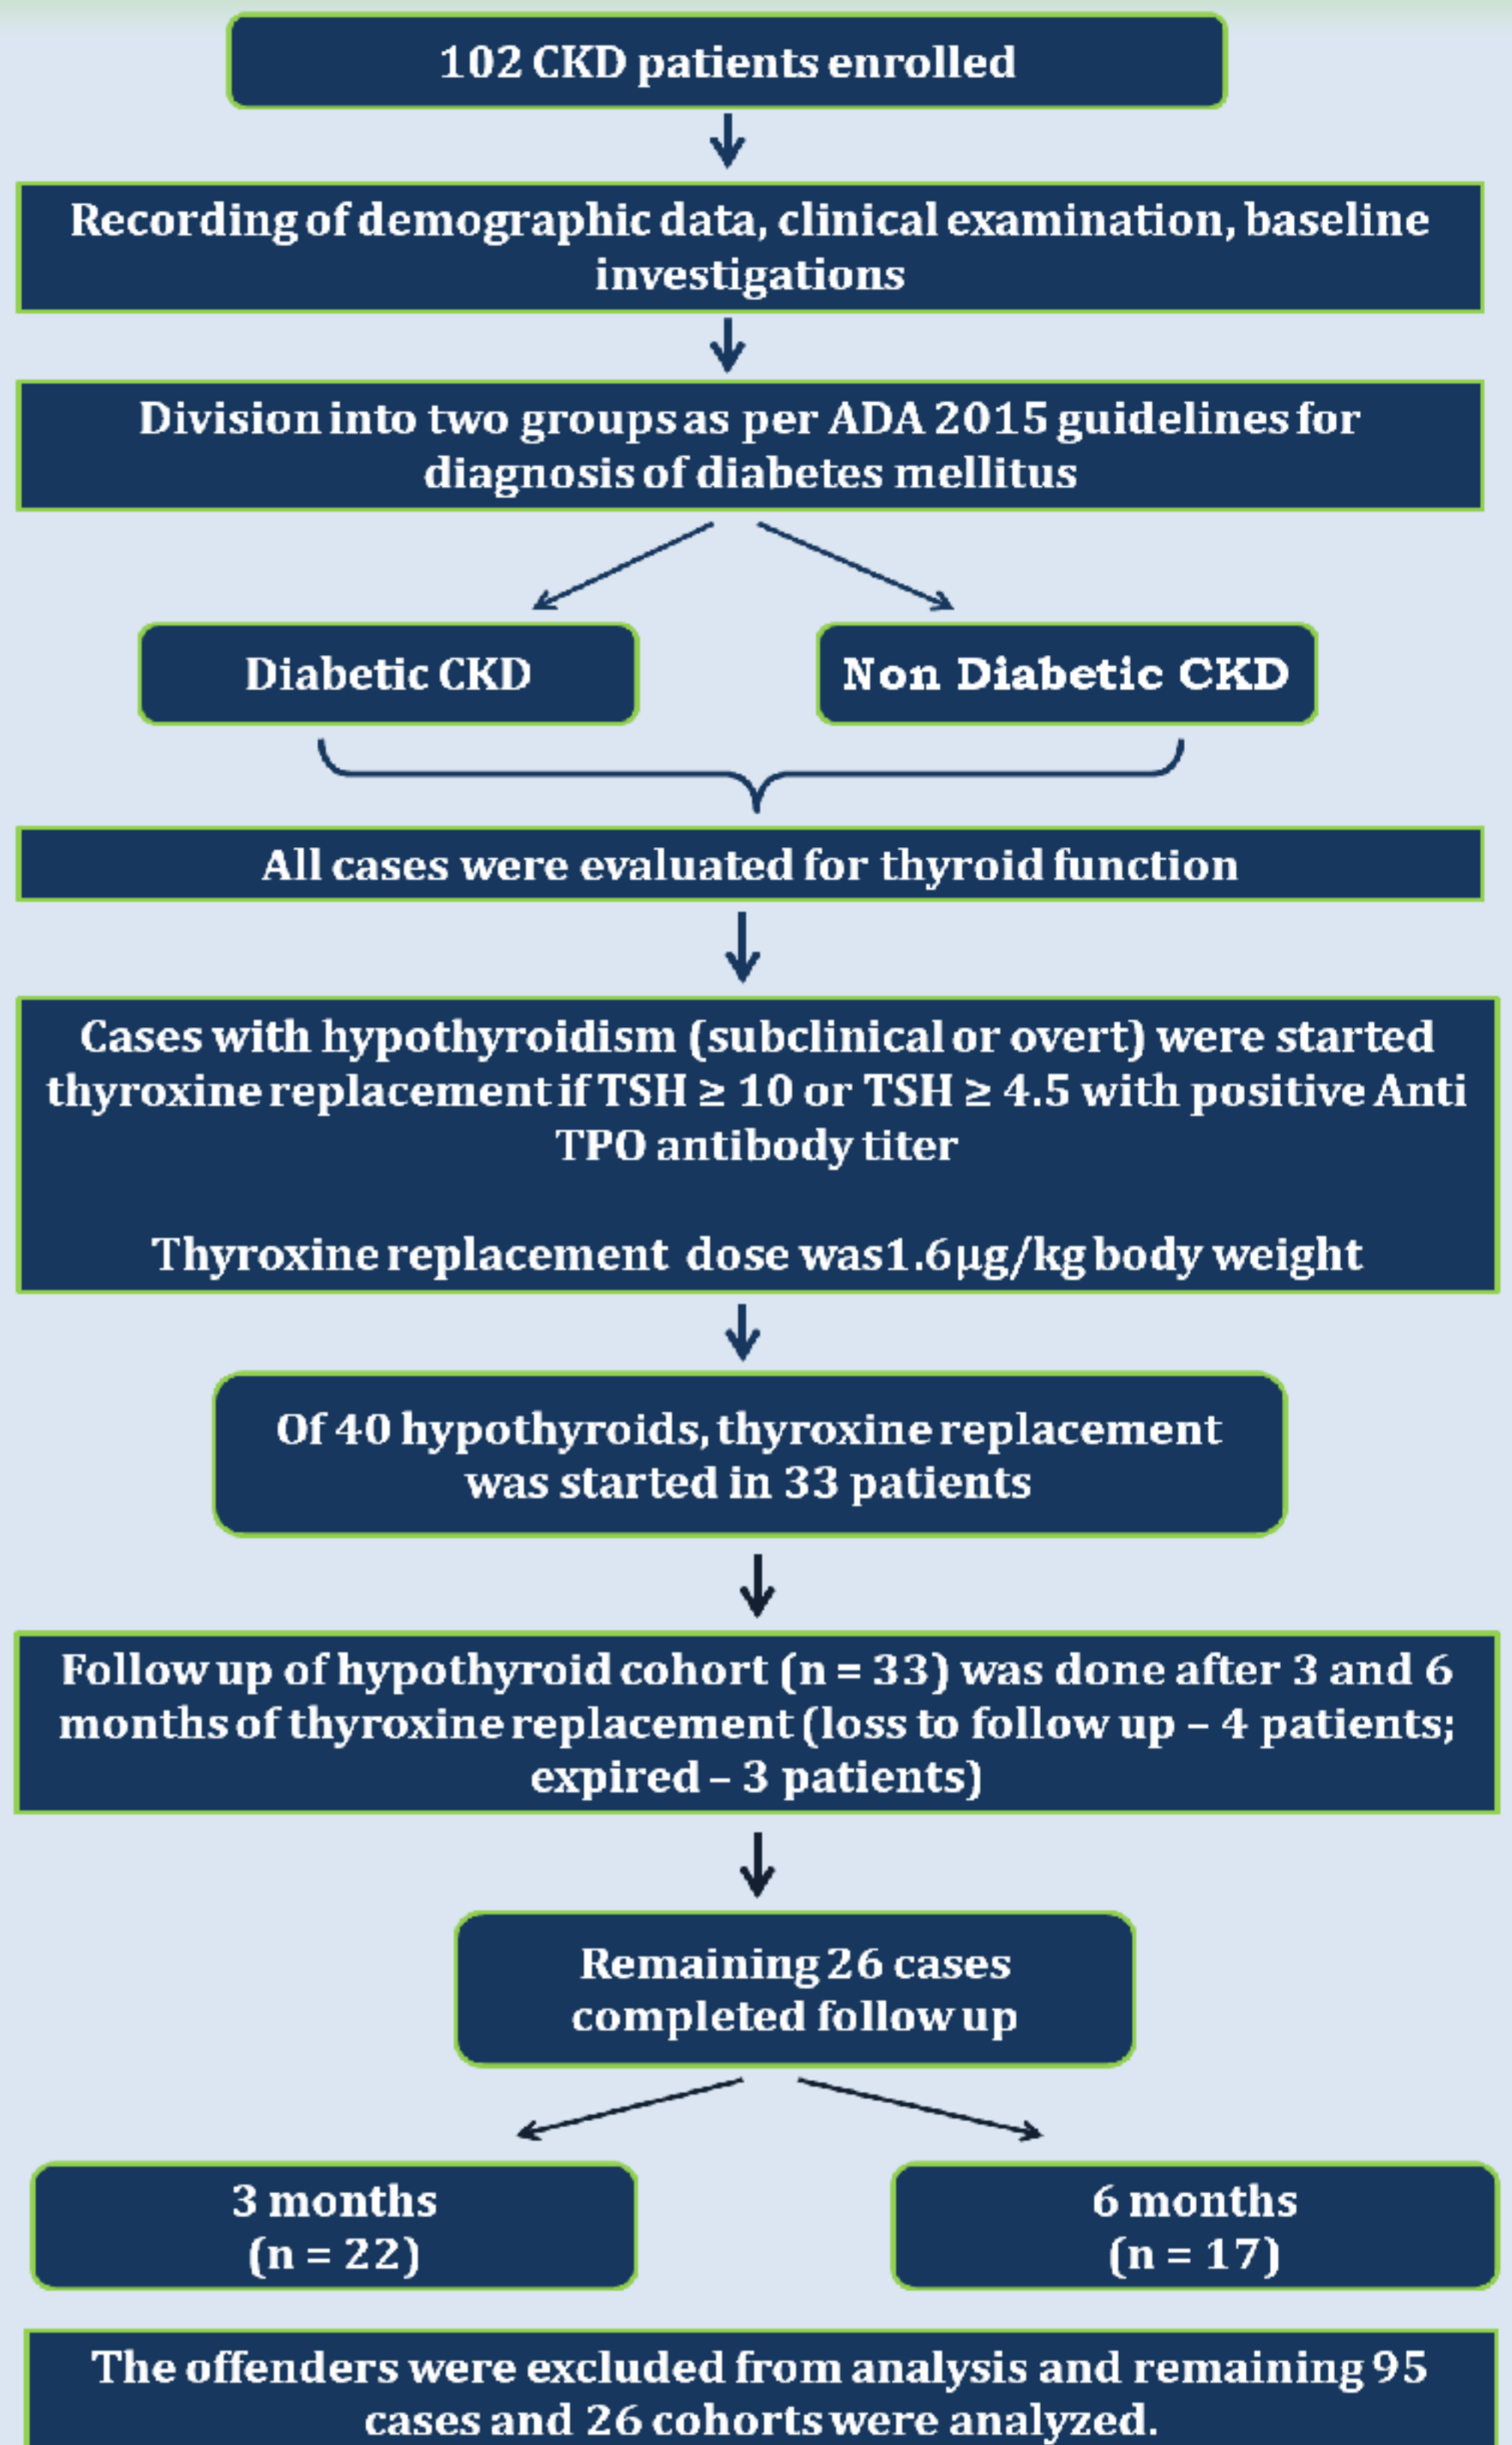 102 CKD patients enrolled
Recording of demographic data, clinical examination, baseline
investigations
Division into two groups as per ADA 2015 guidelines for
diagnosis of diabetes mellitus
Diabetic CKD
Non Diabetic CKD
All cases were evaluated for thyroid function
Cases with hypothyroidism (subclinical or overt) were started
thyroxine replacement if TSH ≥ 10 or TSH ≥ 4.5 with positive Anti
TPO antibody titer
Thyroxine replacement dose was1.6µg/kg body weight
Of 40 hypothyroids, thyroxine replacement
was started in 33 patients
Follow up of hypothyroid cohort (n = 33) was done after 3 and 6
months of thyroxine replacement (loss to follow up – 4 patients;
expired – 3 patients)
Remaining 26 cases
completed follow up
3 months
(n = 22)
6 months
(n = 17)
The offenders were excluded from analysis and remaining 95
cases and 26 cohorts were analyzed.